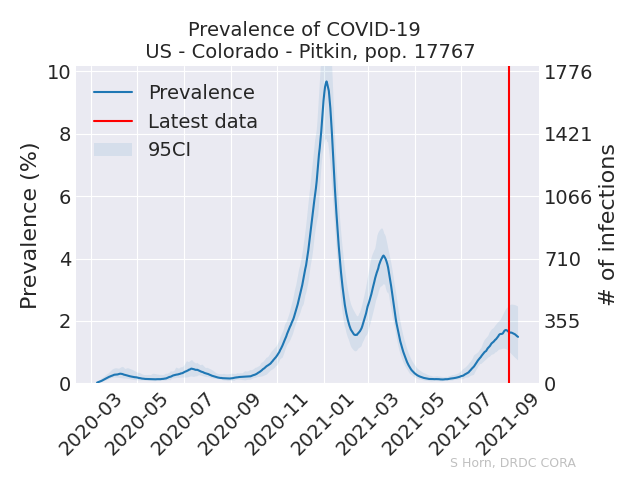 Prevalence of COVID-19
US - Colorado - Pitkin, pop. 17767
Prevalence
Latest data
95CI
Prevalence (%)
10
8
6
4
2
0
1776
1421
1066
710
355
0
# of infections
2020-03
2020-05
2020-07
2020-09
2020-11
2021-01
2021-03
2021-05
2021-07
2021-09
S Horn, DRDC CORA